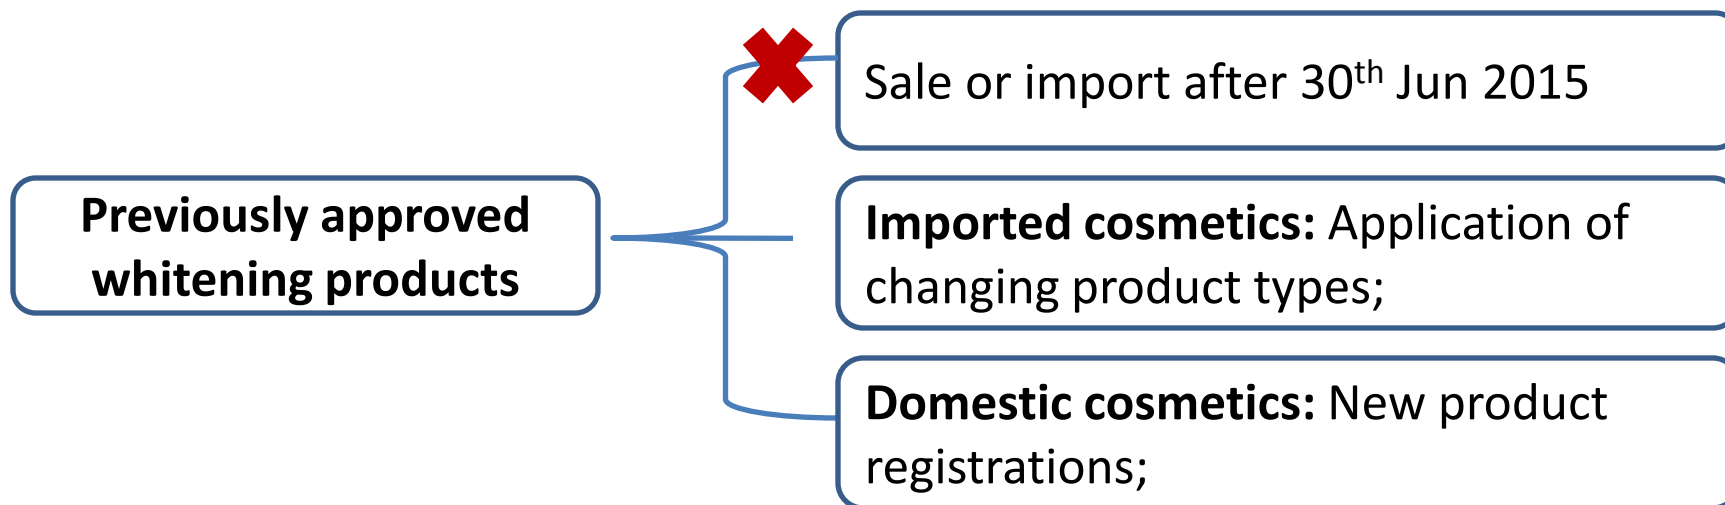 Sale or import after 30th Jun 2015
Previously approved
whitening products
Imported cosmetics: Application of
changing product types;
Domestic cosmetics: New product
registrations;